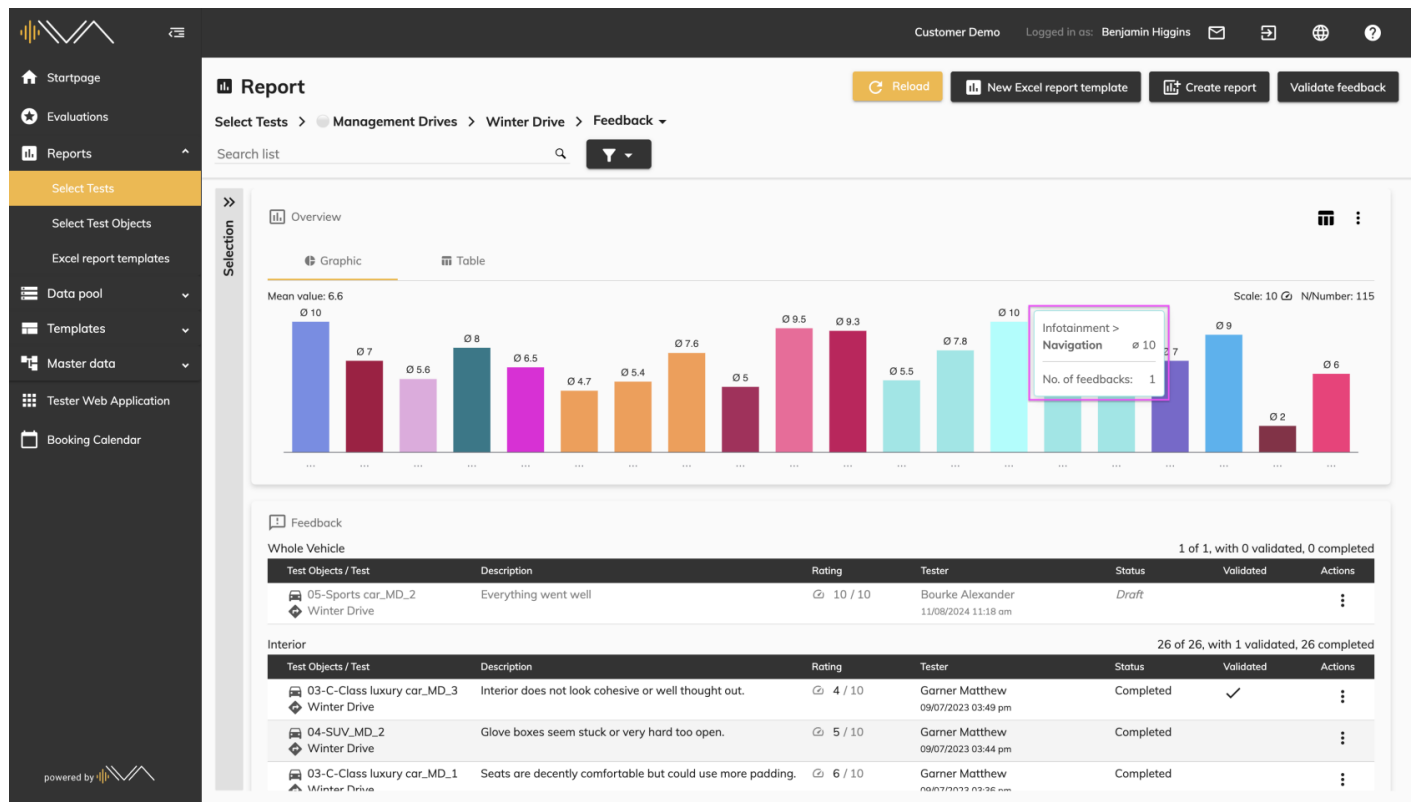 Customer Demo Logged in as: Benjamin Higgins
Startpage
Evaluations
Reports
Select Tests
Select Test Objects
Excel report templates
Data pool
Templates
Master data
Tester Web Application
Booking Calendar
powered by
Report
Reload
New Excel report template
Create report
Validate feedback
Select Tests > Management Drives > Winter Drive > Feedback
Search list
Selection
Overview
Graphic Table
Mean value: 6.6
Scale: 10 N/Number: 115
Ø 10
Ø 7
Ø 5.6
Ø 8
Ø 6.5
Ø 4.7
Ø 5.4
Ø 7.6
Ø 5
Ø 9.5
Ø 9.3
Ø 5.5
Ø 7.8
Ø 10
Infotainment >
Navigation ø 10
No. of feedbacks: 1
7
Ø 9
Ø 2
Ø 6
... ... ... ... ... ... ... ... ... ... ... ... ... ... ... ... ... ... ... ...
Feedback
Whole Vehicle 1 of 1, with 0 validated, 0 completed
Test Objects / Test Description Rating Tester Status Validated Actions
05-Sports car_MD_2 Everything went well 10 / 10 Bourke Alexander Draft
Winter Drive 11/08/2024 11:18 am
Interior 26 of 26, with 1 validated, 26 completed
Test Objects / Test Description Rating Tester Status Validated Actions
03-C-Class luxury car_MD_3 Interior does not look cohesive or well thought out. 4 / 10 Garner Matthew Completed
Winter Drive 09/07/2023 03:49 pm
04-SUV_MD_2 Glove boxes seem stuck or very hard too open. 5 / 10 Garner Matthew Completed
Winter Drive 09/07/2023 03:44 pm
03-C-Class luxury car_MD_1 Seats are decently comfortable but could use more padding. 6 / 10 Garner Matthew Completed
Winter Drive 09/07/2023 03:36 pm